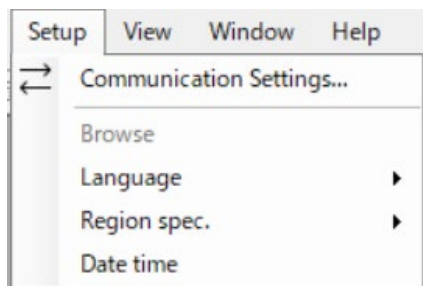 Setup View Window Help
Communication Settings...
Browse
Language
Region spec.
Date time